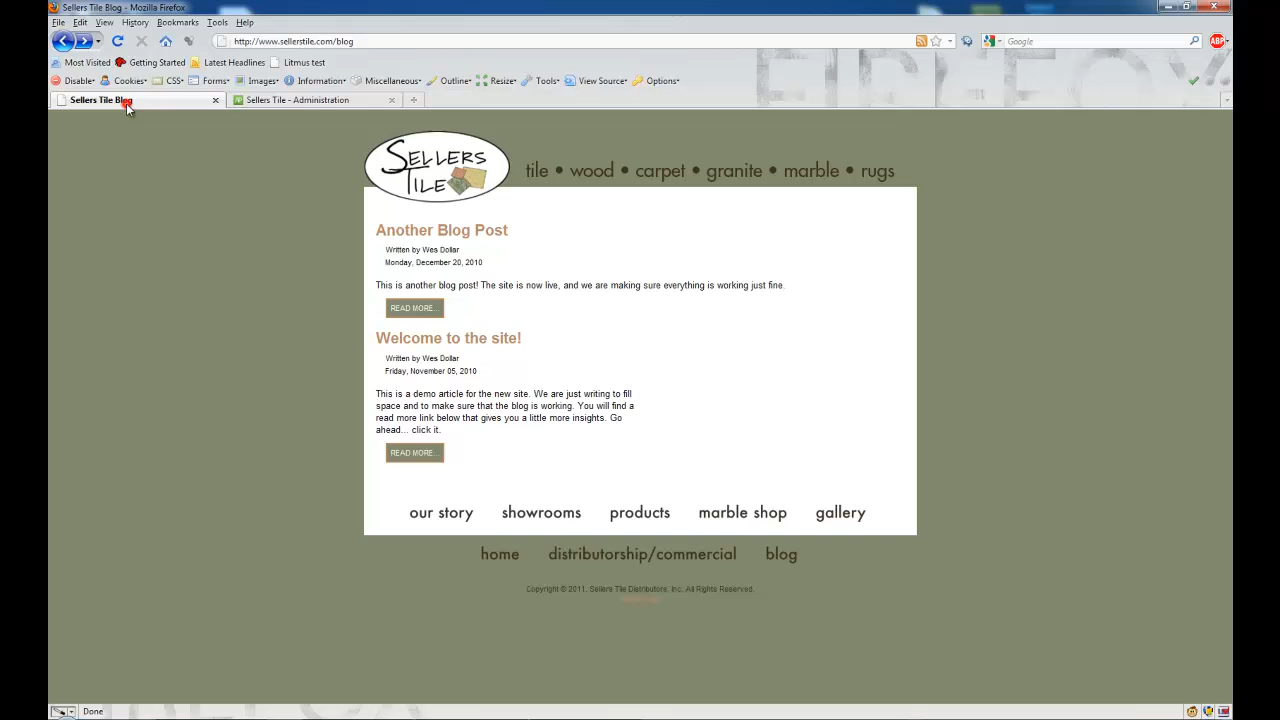 Sellers Tile Blog - Mozilla Firefox
File Edit View History Bookmarks Tools Help
http://www.sellerstile.com/blog
Google
ABP
Most Visited Getting Started Latest Headlines Litmus test
Disable Cookies CSS Forms Images Information Miscellaneous Outline Resize Tools View Source Options
Sellers Tile Blog Sellers Tile - Administration
SELLERS
TILE
tile • wood • carpet • granite • marble • rugs
Another Blog Post
Written by Wes Dollar
Monday, December 20, 2010
This is another blog post! The site is now live, and we are making sure everything is working just fine.
READ MORE...
Welcome to the site!
Written by Wes Dollar
Friday, November 05, 2010
This is a demo article for the new site. We are just writing to fill
space and to make sure that the blog is working. You will find a
read more link below that gives you a little more insights. Go
ahead... click it.
READ MORE...
our story showrooms products marble shop gallery
home distributorship/commercial blog
Copyright © 2011. Sellers Tile Distributors, Inc. All Rights Reserved.
Done